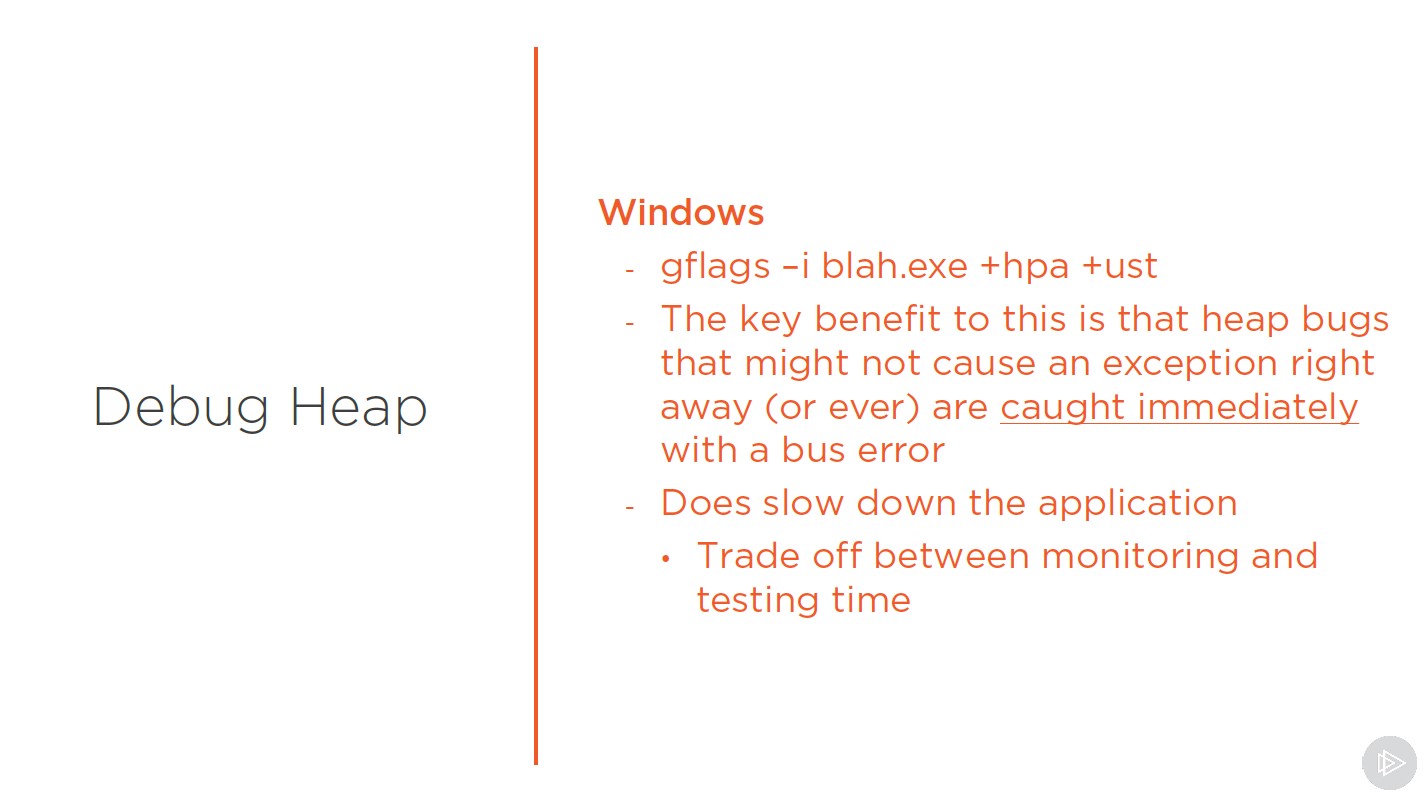 Debug Heap
Windows
- gflags –i blah.exe +hpa +ust
- The key benefit to this is that heap bugs
that might not cause an exception right
away (or ever) are caught immediately
with a bus error
- Does slow down the application
• Trade off between monitoring and
testing time